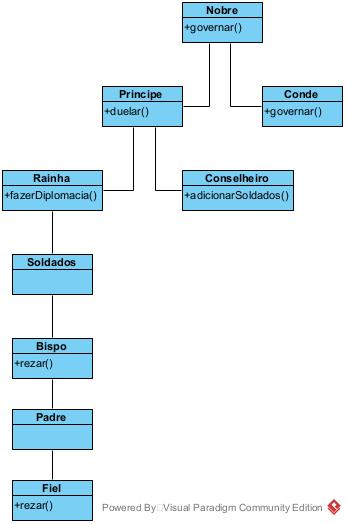 Nobre
+governar()
Principe
+duelar()
Conde
+governar()
Rainha
+fazerDiplomacia()
Conselheiro
+adicionarSoldados()
Soldados
Bispo
+rezar()
Padre
Fiel
+rezar()
Powered By Visual Paradigm Community Edition